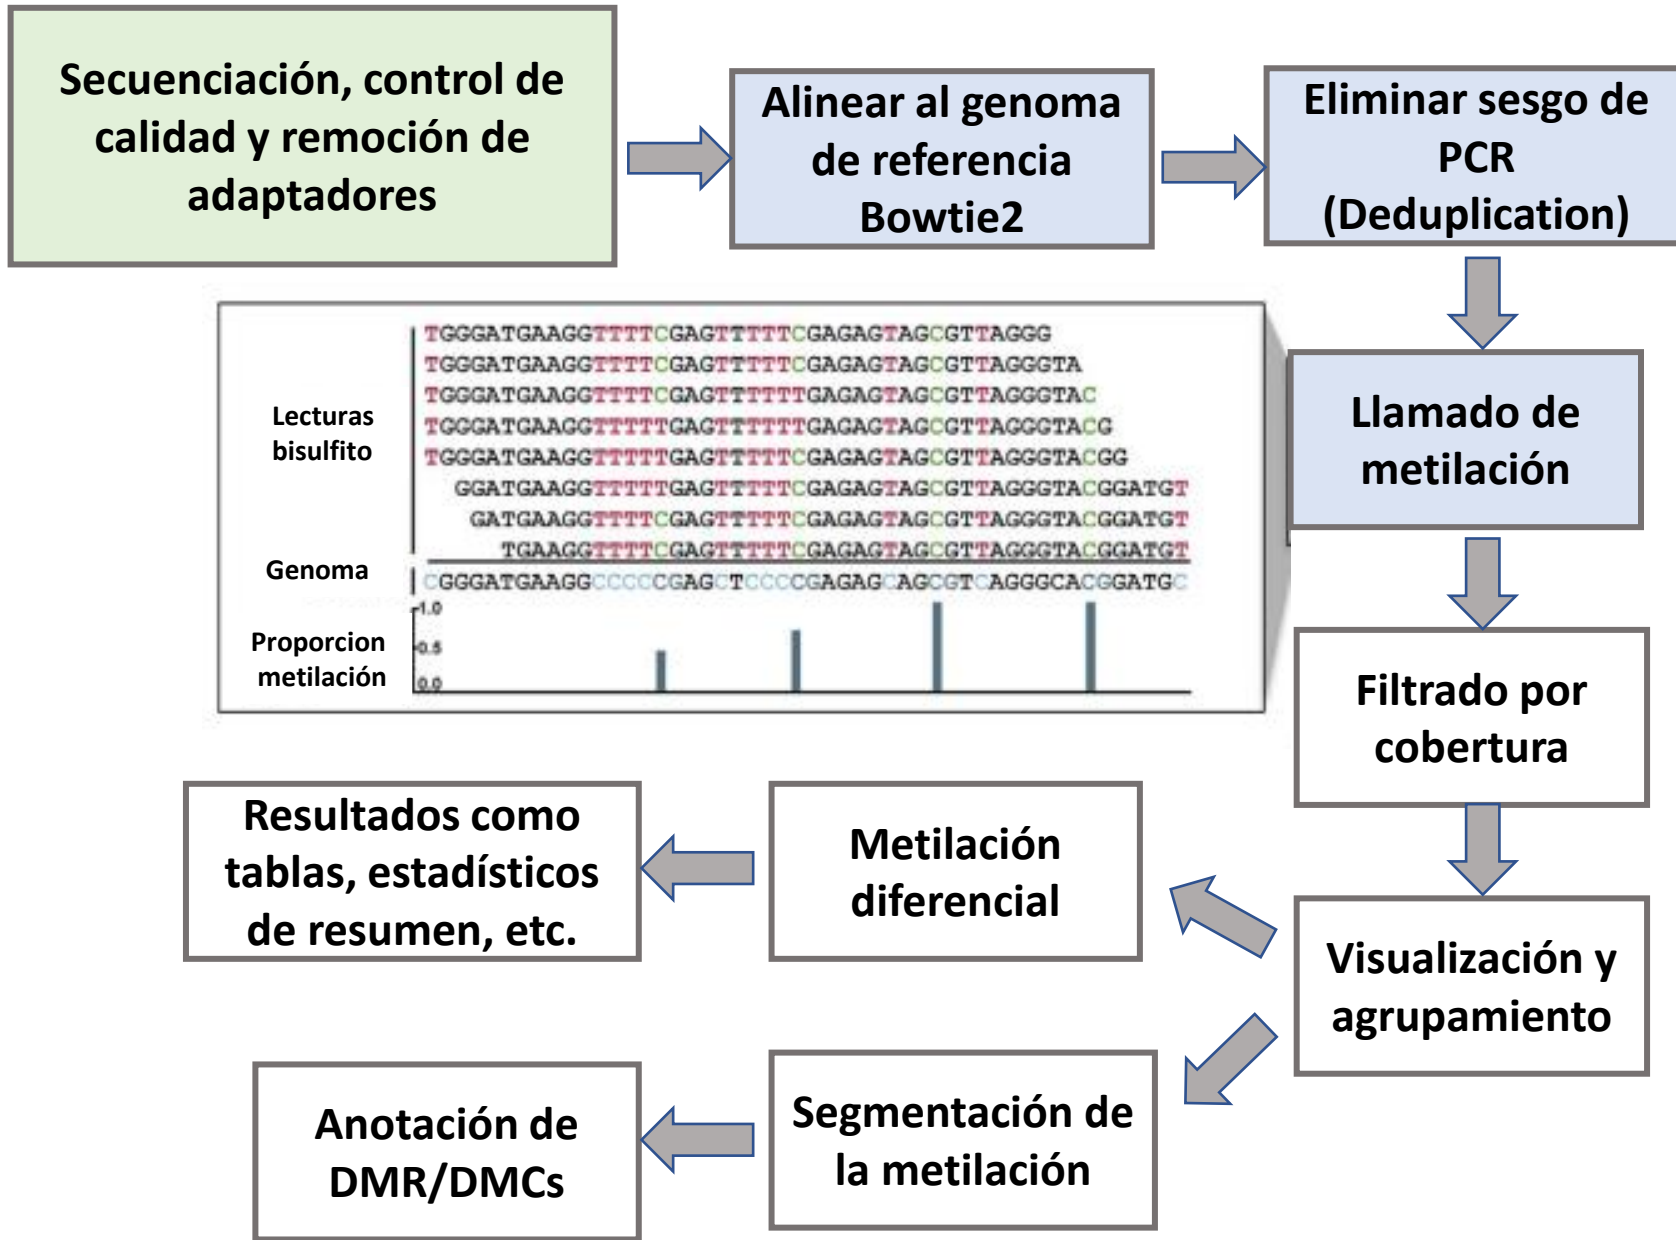 Secuenciación, control de
calidad y remoción de
adaptadores
Alinear al genoma
de referencia
Bowtie2
Eliminar sesgo de
PCR
(Deduplication)
Lecturas
bisulfito
TGGGATGAAGGTTTTCGAGTTTTTCGAGAGTAGCGTTAGGG
TGGGATGAAGGTTTTCGAGTTTTTCGAGAGTAGCGTTAGGGTA
TGGGATGAAGGTTTTCGAGTTTTTTGAGAGTAGCGTTAGGGTAC
TGGGATGAAGGTTTTTGAGTTTTTTGAGAGTAGCGTTAGGGTACG
TGGGATGAAGGTTTTTGAGTTTTTCGAGAGTAGCGTTAGGGTACGG
GGATGAAGGTTTTTGAGTTTTTCGAGAGTAGCGTTAGGGTACGGATGT
GATGAAGGTTTTCGAGTTTTTCGAGAGTAGCGTTAGGGTACGGATGT
TGAAGGTTTTCGAGTTTTTCGAGAGTAGCGTTAGGGTACGGATGT
Genoma
CGGGATGAAGGCCCCCGAGCTCCCCGAGAGCAGCGTCAGGGCACGGATGC
1.0
0.5
0.0
Proporcion
metilación
Llamado de
metilación
Filtrado por
cobertura
Visualización y
agrupamiento
Metilación
diferencial
Resultados como
tablas, estadísticos
de resumen, etc.
Segmentación de
la metilación
Anotación de
DMR/DMCs